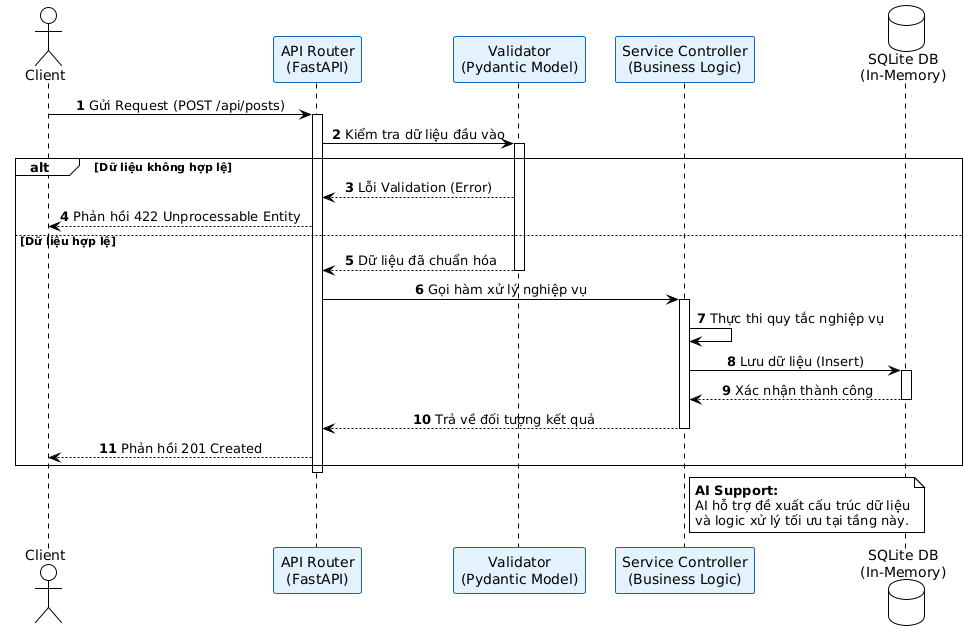 Client
API Router
(FastAPI)
Validator
(Pydantic Model)
Service Controller
(Business Logic)
SQLite DB
(In-Memory)
1 Gửi Request (POST /api/posts)
2 Kiểm tra dữ liệu đầu vào
alt [Dữ liệu không hợp lệ]
3 Lỗi Validation (Error)
4 Phản hồi 422 Unprocessable Entity
[Dữ liệu hợp lệ]
5 Dữ liệu đã chuẩn hóa
6 Gọi hàm xử lý nghiệp vụ
7 Thực thi quy tắc nghiệp vụ
8 Lưu dữ liệu (Insert)
9 Xác nhận thành công
10 Trả về đối tượng kết quả
11 Phản hồi 201 Created
AI Support:
AI hỗ trợ đề xuất cấu trúc dữ liệu
và logic xử lý tối ưu tại tầng này.
Client
API Router
(FastAPI)
Validator
(Pydantic Model)
Service Controller
(Business Logic)
SQLite DB
(In-Memory)